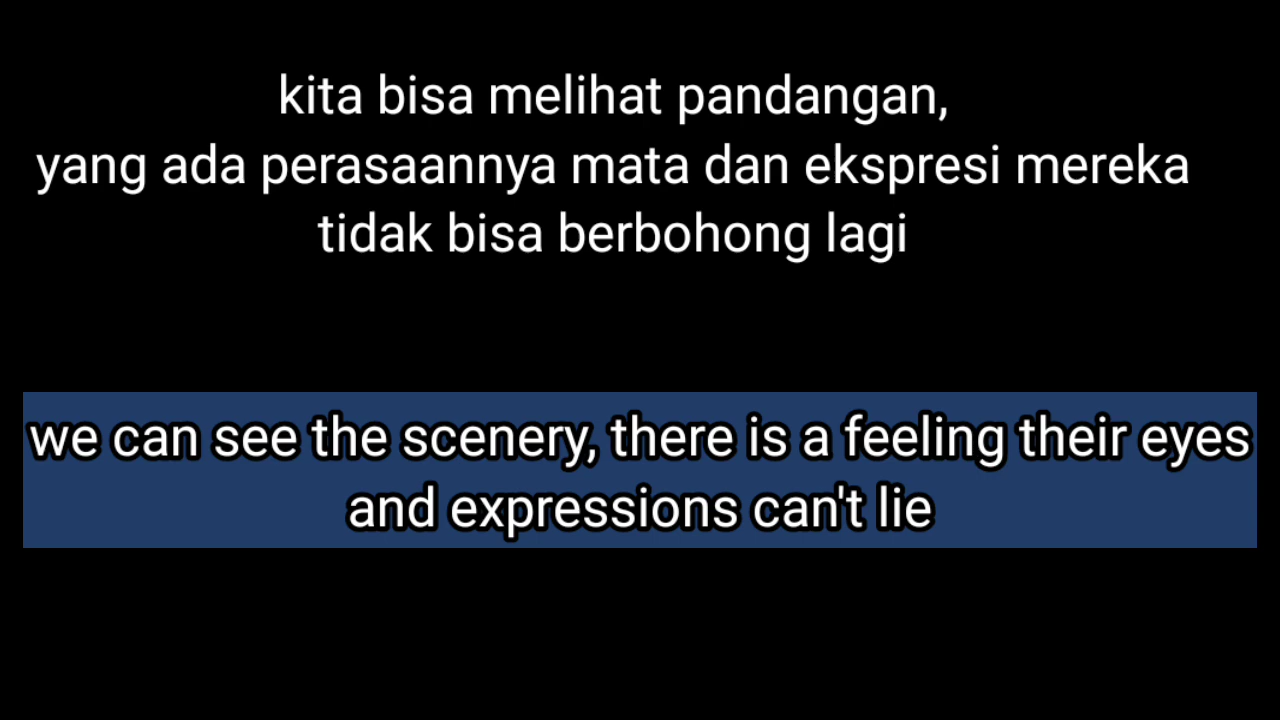 kita bisa melihat pandangan,
yang ada perasaannya mata dan ekspresi mereka
tidak bisa berbohong lagi
we can see the scenery, there is a feeling their eyes
and expressions can't lie